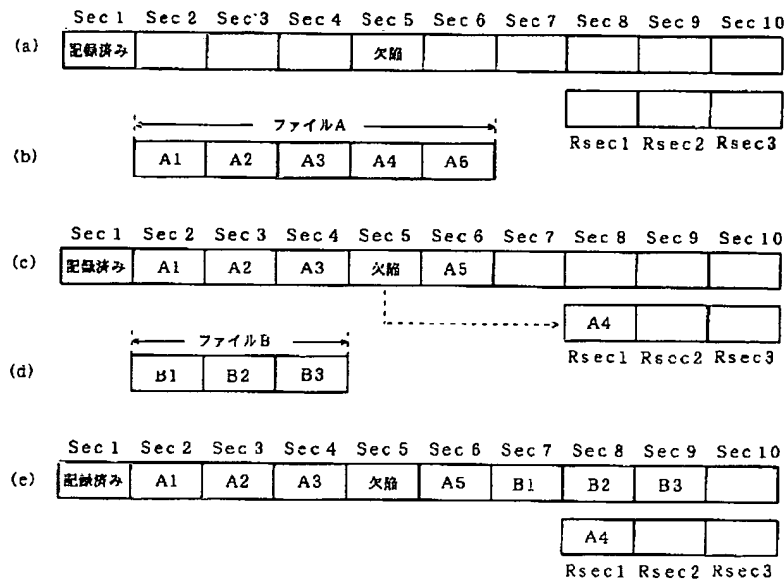 Sec 1 Sec 2 Sec 3 Sec 4 Sec 5 Sec 6 Sec 7 Sec 8 Sec 9 Sec 10
(a) 記録済み 欠陥
Rsec1 Rsec2 Rsec3
ファイルA
(b) A1 A2 A3 A4 A6
Sec 1 Sec 2 Sec 3 Sec 4 Sec 5 Sec 6 Sec 7 Sec 8 Sec 9 Sec 10
(c) 記録済み A1 A2 A3 欠陥 A5
A4
Rsec1 Rsec2 Rsec3
ファイルB
(d) B1 B2 B3
Sec 1 Sec 2 Sec 3 Sec 4 Sec 5 Sec 6 Sec 7 Sec 8 Sec 9 Sec 10
(e) 記録済み A1 A2 A3 欠陥 A5 B1 B2 B3
A4
Rsec1 Rsec2 Rsec3